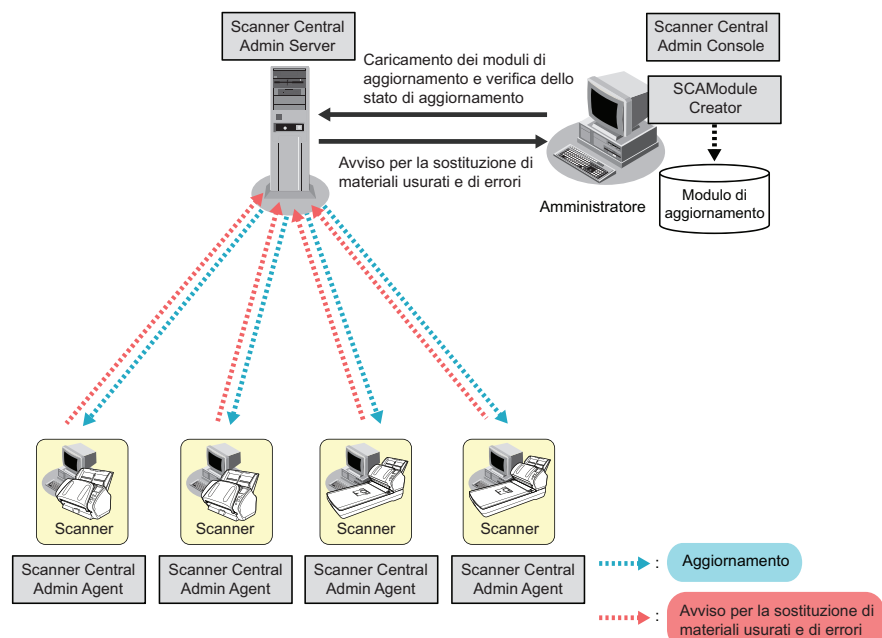 Scanner Central
Admin Server
Scanner Central
Admin Console
Caricamento dei moduli di
aggiornamento e verifica dello
stato di aggiornamento
SCAModule
Creator
Avviso per la sostituzione di
materiali usurati e di errori
Amministratore
Modulo di
aggiornamento
Scanner
Scanner
Scanner
Scanner
Scanner Central
Admin Agent
Scanner Central
Admin Agent
Scanner Central
Admin Agent
Scanner Central
Admin Agent
: Aggiornamento
: Avviso per la sostituzione di
materiali usurati e di errori